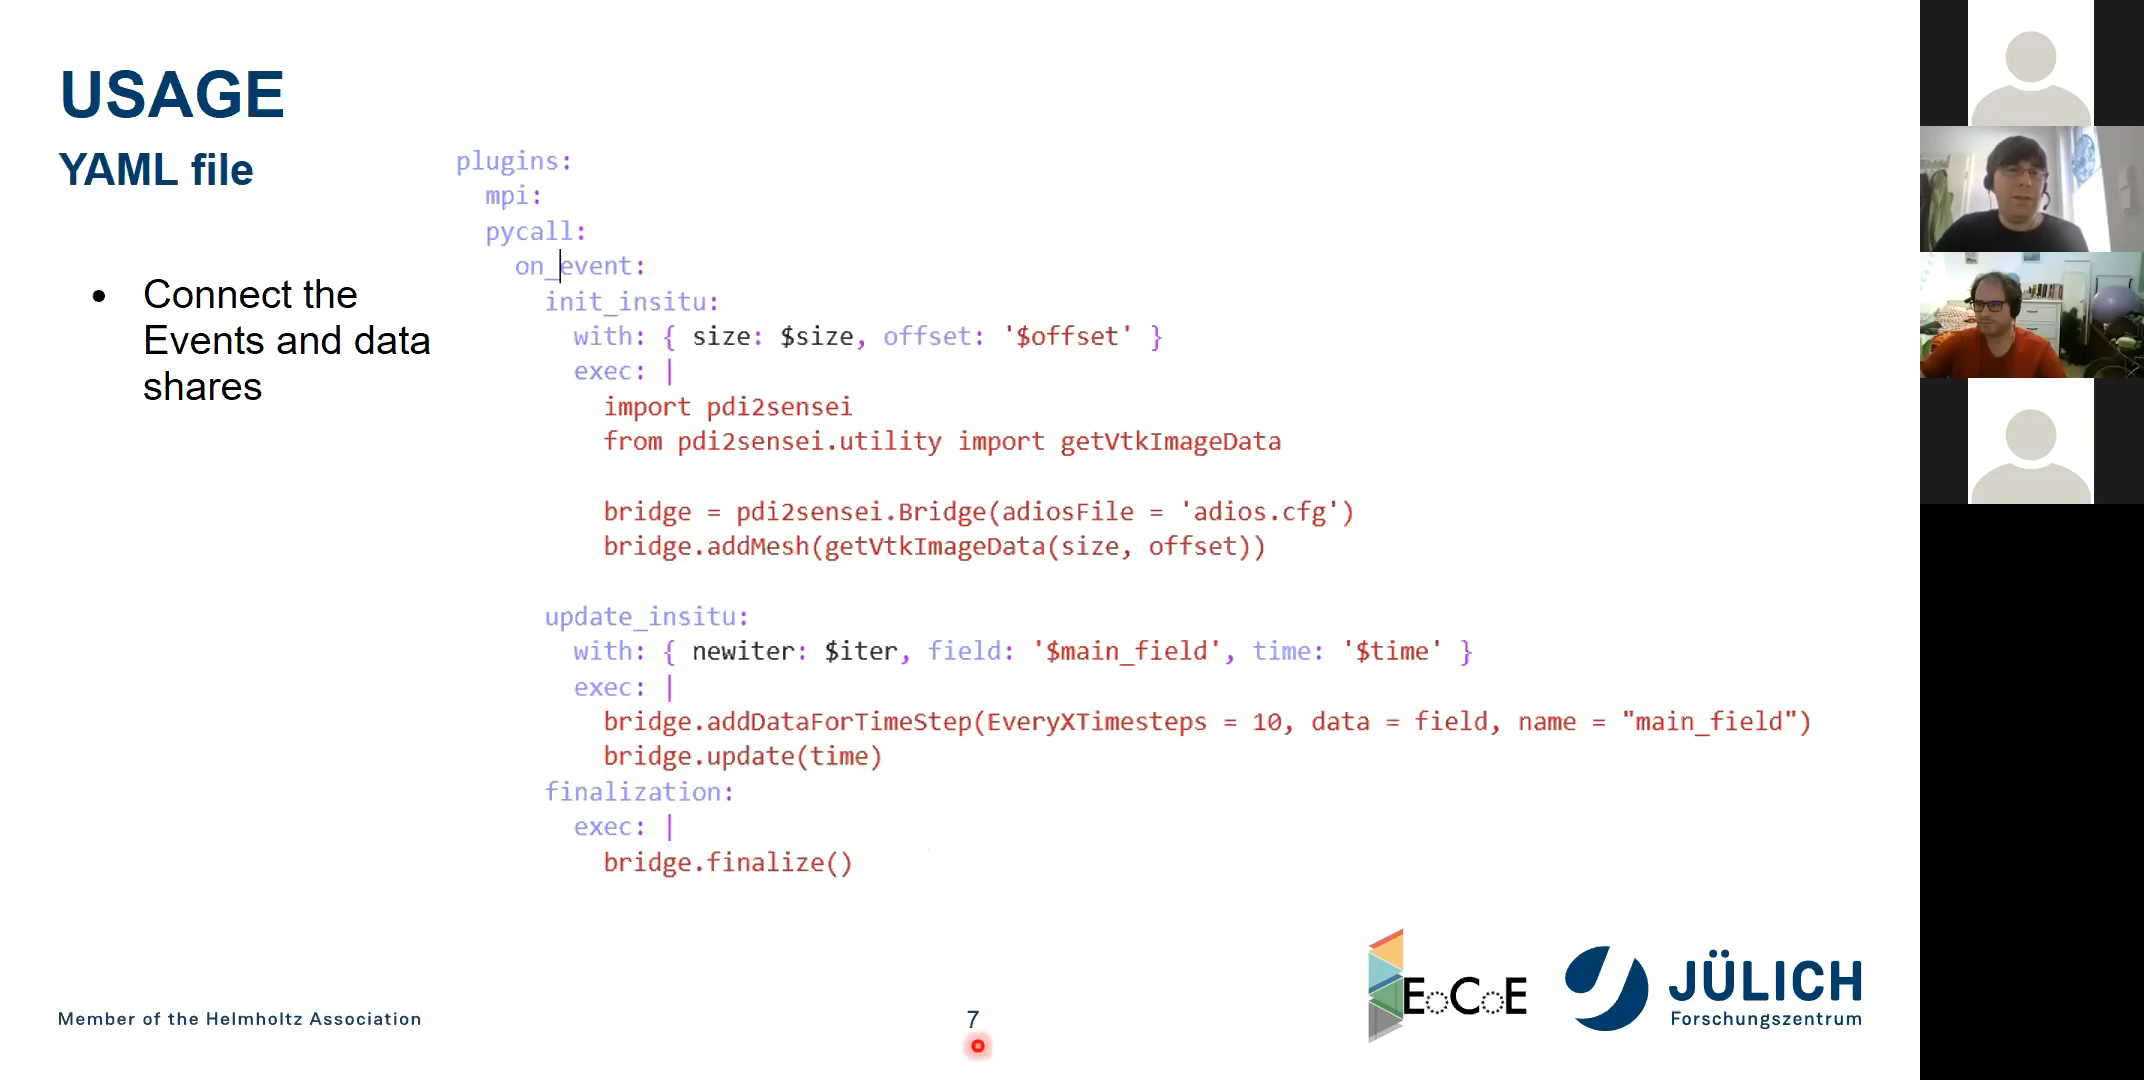 USAGE
YAML file
• Connect the
Events and data
shares
plugins:
  mpi:
  pycall:
    on_event:
      init_insitu:
        with: { size: $size, offset: '$offset' }
        exec: |
          import pdi2sensei
          from pdi2sensei.utility import getVtkImageData

          bridge = pdi2sensei.Bridge(adiosFile = 'adios.cfg')
          bridge.addMesh(getVtkImageData(size, offset))

      update_insitu:
        with: { newiter: $iter, field: '$main_field', time: '$time' }
        exec: |
          bridge.addDataForTimeStep(EveryXTimesteps = 10, data = field, name = "main_field")
          bridge.update(time)
      finalization:
        exec: |
          bridge.finalize()
Member of the Helmholtz Association
7
EoCoE
JÜLICH
Forschungszentrum